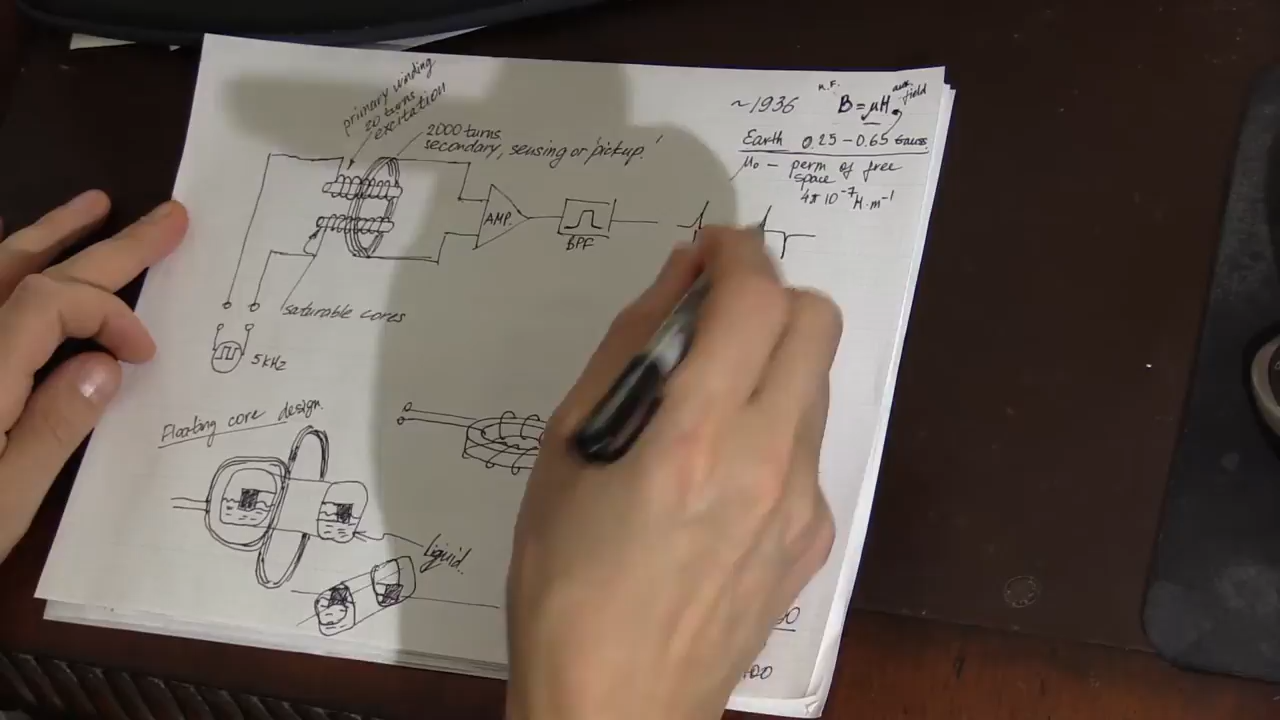 primary winding
20 turns
excitation
2000 turns
secondary, sensing or 'pickup.'
~1936
B = μH
field
Earth 0.25 – 0.65 Gauss.
μ₀ – perm of free
space
4π 10⁻⁷ H·m⁻¹
AMP.
BPF
saturable cores
5kHz
Floating core design.
liquid.